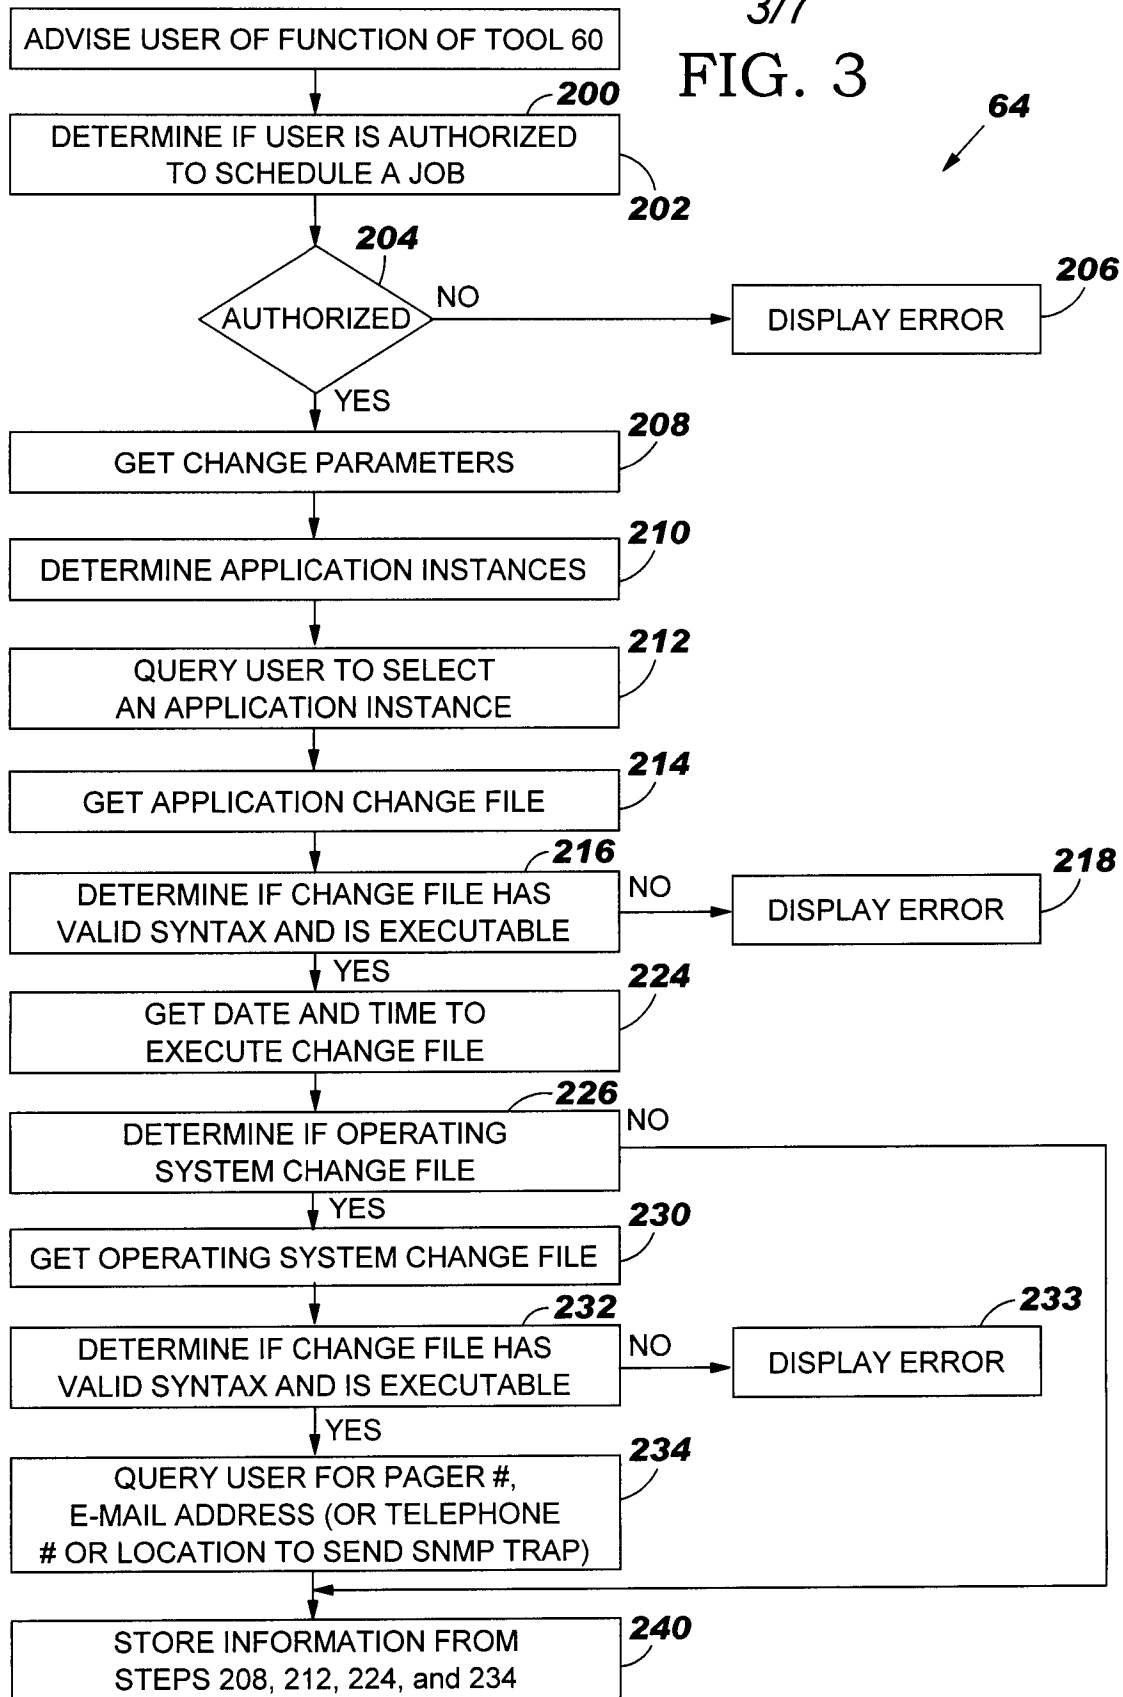 3/7
FIG. 3
64
ADVISE USER OF FUNCTION OF TOOL 60
200
DETERMINE IF USER IS AUTHORIZED
TO SCHEDULE A JOB
202
204
AUTHORIZED
NO
206
DISPLAY ERROR
YES
208
GET CHANGE PARAMETERS
210
DETERMINE APPLICATION INSTANCES
212
QUERY USER TO SELECT
AN APPLICATION INSTANCE
214
GET APPLICATION CHANGE FILE
216
DETERMINE IF CHANGE FILE HAS
VALID SYNTAX AND IS EXECUTABLE
NO
218
DISPLAY ERROR
YES
224
GET DATE AND TIME TO
EXECUTE CHANGE FILE
226
DETERMINE IF OPERATING
SYSTEM CHANGE FILE
NO
YES
230
GET OPERATING SYSTEM CHANGE FILE
232
DETERMINE IF CHANGE FILE HAS
VALID SYNTAX AND IS EXECUTABLE
NO
233
DISPLAY ERROR
YES
234
QUERY USER FOR PAGER #,
E-MAIL ADDRESS (OR TELEPHONE
# OR LOCATION TO SEND SNMP TRAP)
240
STORE INFORMATION FROM
STEPS 208, 212, 224, and 234